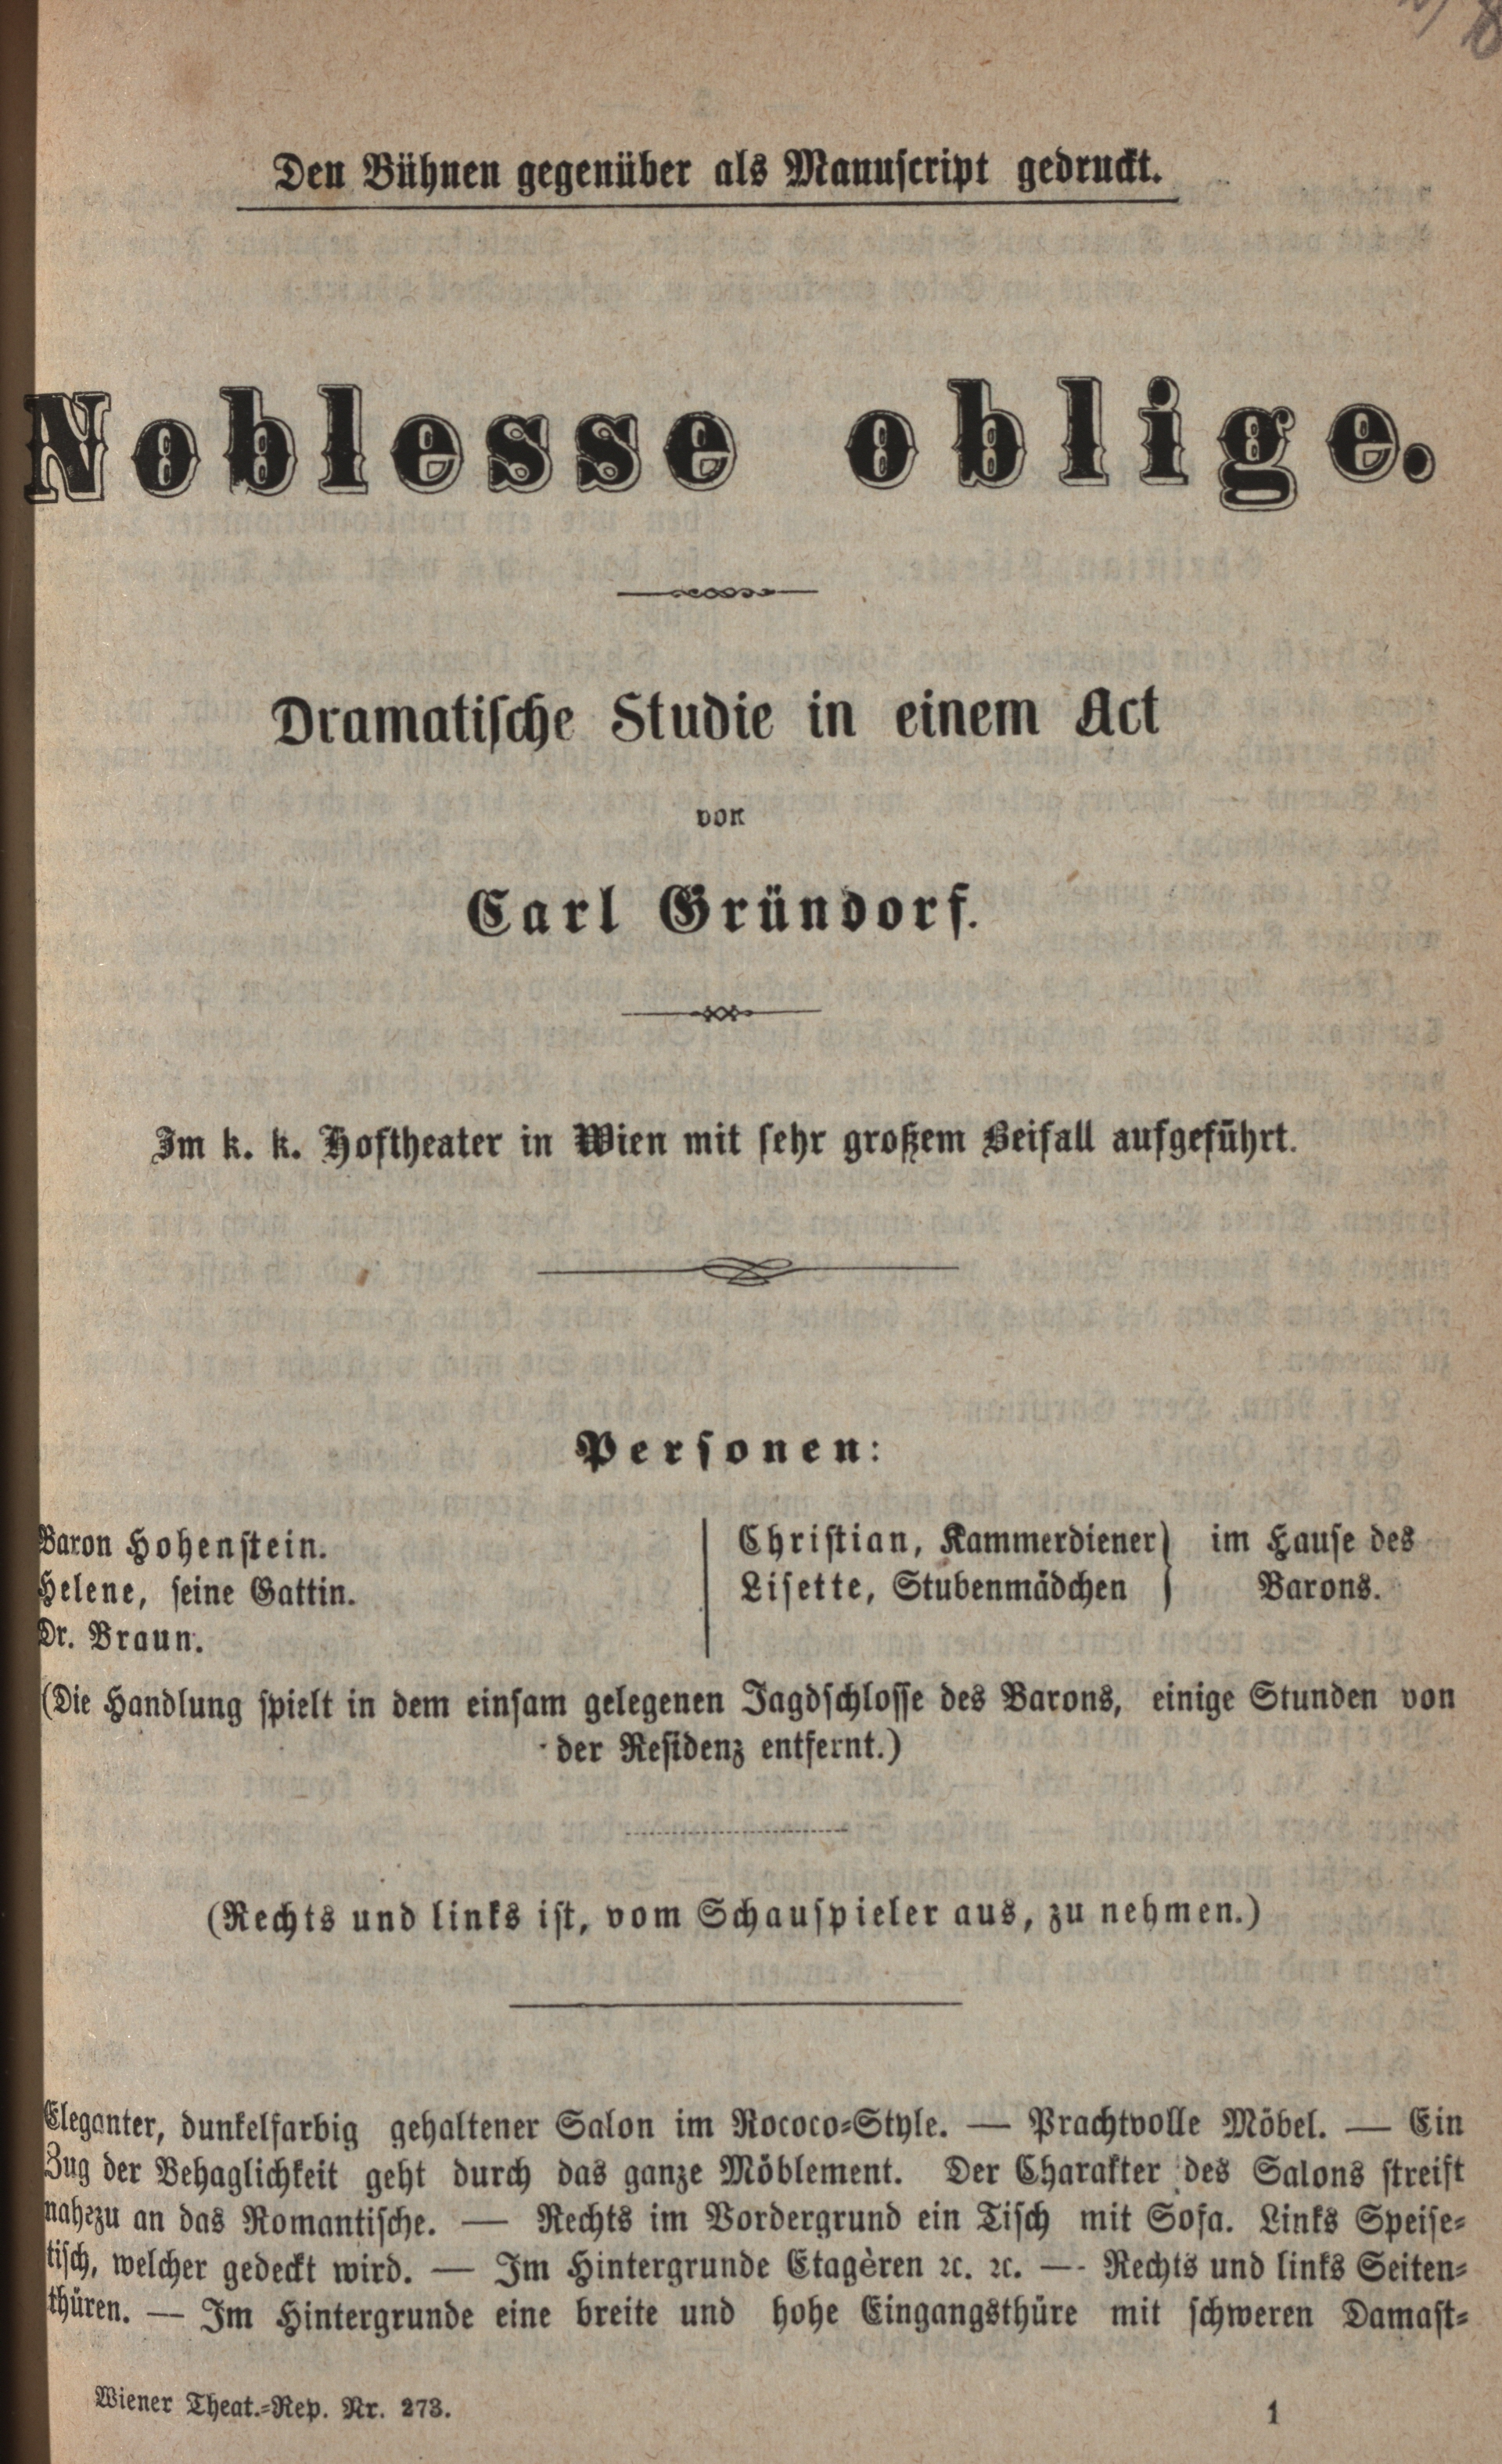 Den Bühnen gegenüber als Manuscript gedruckt.
Noblesse oblige.
Dramatische Studie in einem Act
von
Carl Gründorf.
Im k. k. Hoftheater in Wien mit sehr großem Beifall aufgeführt.
Personen:
Baron Hohenstein.
Helene, seine Gattin.
Dr. Braun.
Christian, Kammerdiener } im Hause des
Lisette, Stubenmädchen } Barons.
(Die Handlung spielt in dem einsam gelegenen Jagdschlosse des Barons, einige Stunden von
der Residenz entfernt.)
(Rechts und links ist, vom Schauspieler aus, zu nehmen.)
Eleganter, dunkelfarbig gehaltener Salon im Rococo-Style. — Prachtvolle Möbel. — Ein
Zug der Behaglichkeit geht durch das ganze Möblement. Der Charakter des Salons streift
nahezu an das Romantische. — Rechts im Vordergrund ein Tisch mit Sofa. Links Speise-
tisch, welcher gedeckt wird. — Im Hintergrunde Etagèren ꝛc. ꝛc. — Rechts und links Seiten-
thüren. — Im Hintergrunde eine breite und hohe Eingangsthüre mit schweren Damast-
Wiener Theat.-Rep. Nr. 273.
1